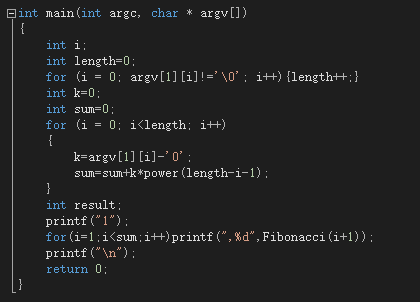 int main(int argc, char * argv[])
{
int i;
int length=0;
for (i = 0; argv[1][i]!='\0'; i++){length++;}
int k=0;
int sum=0;
for (i = 0; i<length; i++)
{
k=argv[1][i]-'0';
sum=sum+k*power(length-i-1);
}
int result;
printf("1");
for(i=1;i<sum;i++)printf(",%d",Fibonacci(i+1));
printf("\n");
return 0;
}